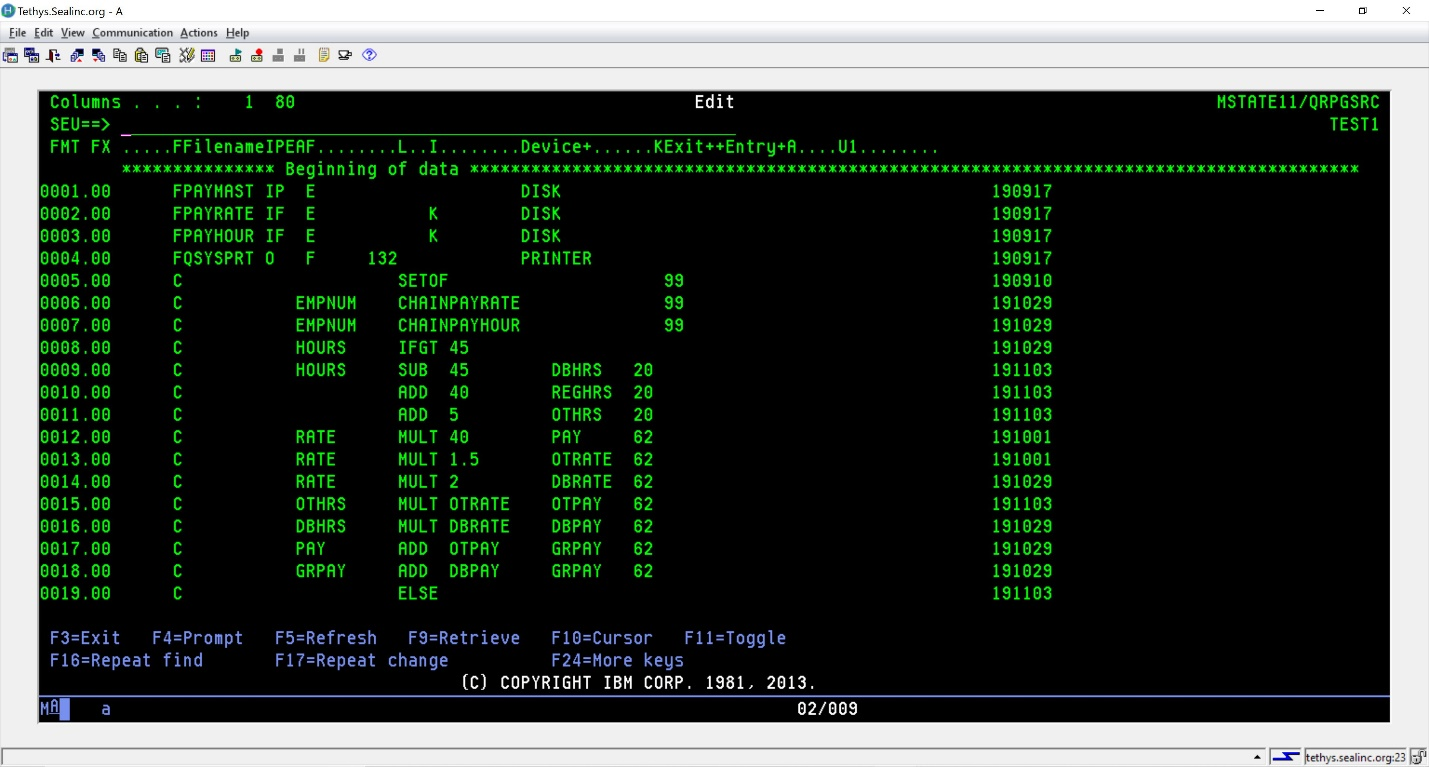 Tethys.Sealinc.org - A
File Edit View Communication Actions Help
Columns . . . :    1  80                                       Edit                                               MSTATE11/QRPGSRC
SEU==>                                                                                                                       TEST1
FMT FX .....FFilenameIPEAF........L..I........Device+......KExit++Entry+A....U1........
*************** Beginning of data ***************************************************************************************
0001.00      FPAYMAST IP  E                    DISK                                          190917
0002.00      FPAYRATE IF  E           K        DISK                                          190917
0003.00      FPAYHOUR IF  E           K        DISK                                          190917
0004.00      FQSYSPRT O   F     132            PRINTER                                       190917
0005.00      C                     SETOF                     99                              190910
0006.00      C           EMPNUM    CHAINPAYRATE              99                              191029
0007.00      C           EMPNUM    CHAINPAYHOUR              99                              191029
0008.00      C           HOURS     IFGT 45                                                   191029
0009.00      C           HOURS     SUB  45        DBHRS   20                                 191103
0010.00      C                     ADD  40        REGHRS  20                                 191103
0011.00      C                     ADD  5         OTHRS   20                                 191103
0012.00      C           RATE      MULT 40        PAY     62                                 191001
0013.00      C           RATE      MULT 1.5       OTRATE  62                                 191001
0014.00      C           RATE      MULT 2         DBRATE  62                                 191029
0015.00      C           OTHRS     MULT OTRATE    OTPAY   62                                 191103
0016.00      C           DBHRS     MULT DBRATE    DBPAY   62                                 191029
0017.00      C           PAY       ADD  OTPAY     GRPAY   62                                 191029
0018.00      C           GRPAY     ADD  DBPAY     GRPAY   62                                 191029
0019.00      C                     ELSE                                                      191103
F3=Exit   F4=Prompt   F5=Refresh   F9=Retrieve   F10=Cursor   F11=Toggle
F16=Repeat find       F17=Repeat change          F24=More keys
(C) COPYRIGHT IBM CORP. 1981, 2013.
MA    a                                                                   02/009
tethys.sealinc.org:23